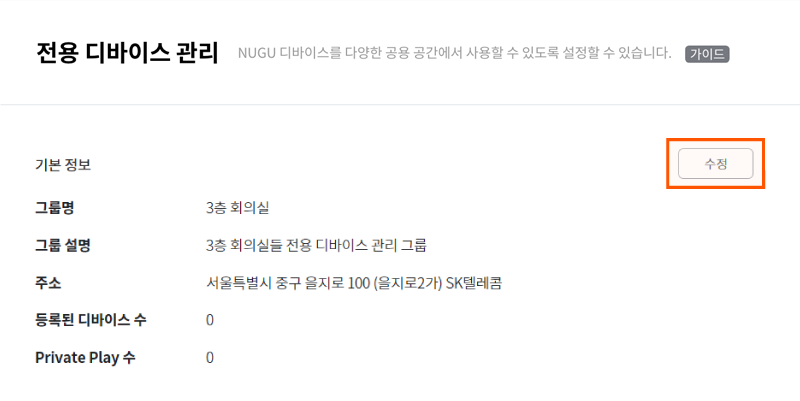 전용 디바이스 관리 NUGU 디바이스를 다양한 공용 공간에서 사용할 수 있도록 설정할 수 있습니다. 가이드
기본 정보 수정
그룹명 3층 회의실
그룹 설명 3층 회의실들 전용 디바이스 관리 그룹
주소 서울특별시 중구 을지로 100 (을지로2가) SK텔레콤
등록된 디바이스 수 0
Private Play 수 0